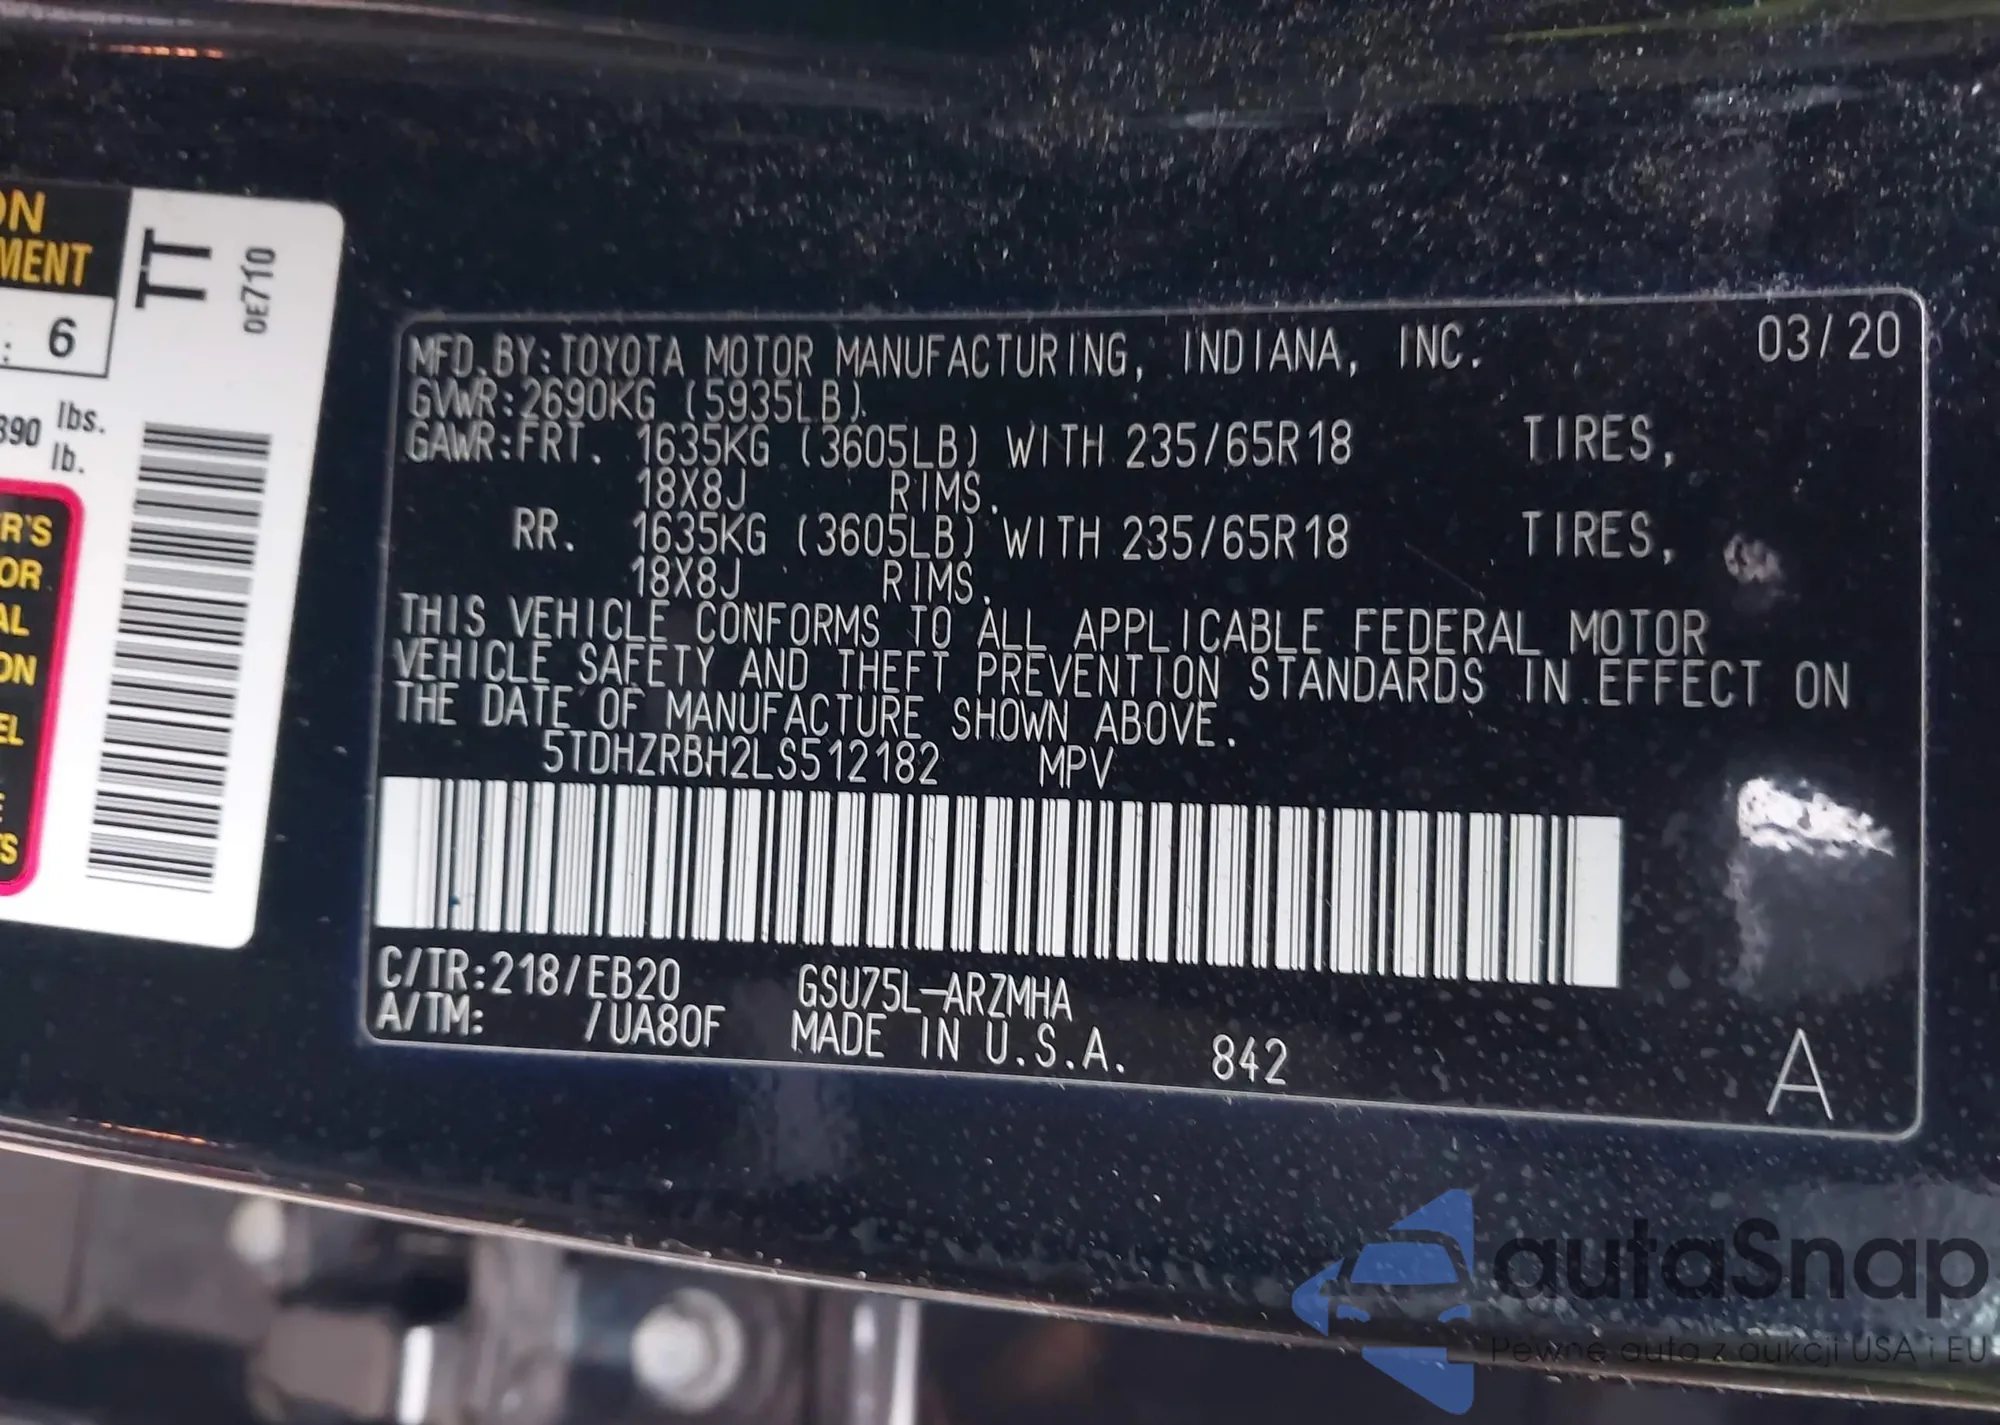 ON
MENT
: 6
TT
0E710
390 lbs.
lb.
R'S
OR
AL
ON
EL
E
S
MFD.BY:TOYOTA MOTOR MANUFACTURING, INDIANA, INC. 03/20
GVWR:2690KG (5935LB)
GAWR:FRT. 1635KG (3605LB) WITH 235/65R18 TIRES,
18X8J RIMS.
RR. 1635KG (3605LB) WITH 235/65R18 TIRES,
18X8J RIMS.
THIS VEHICLE CONFORMS TO ALL APPLICABLE FEDERAL MOTOR
VEHICLE SAFETY AND THEFT PREVENTION STANDARDS IN EFFECT ON
THE DATE OF MANUFACTURE SHOWN ABOVE.
5TDHZRBH2LS512182 MPV
C/TR:218/EB20 GSU75L-ARZMHA
A/TM: /UA80F MADE IN U.S.A. 842
A
autaSnap
Pewne auta z aukcji USA i EU